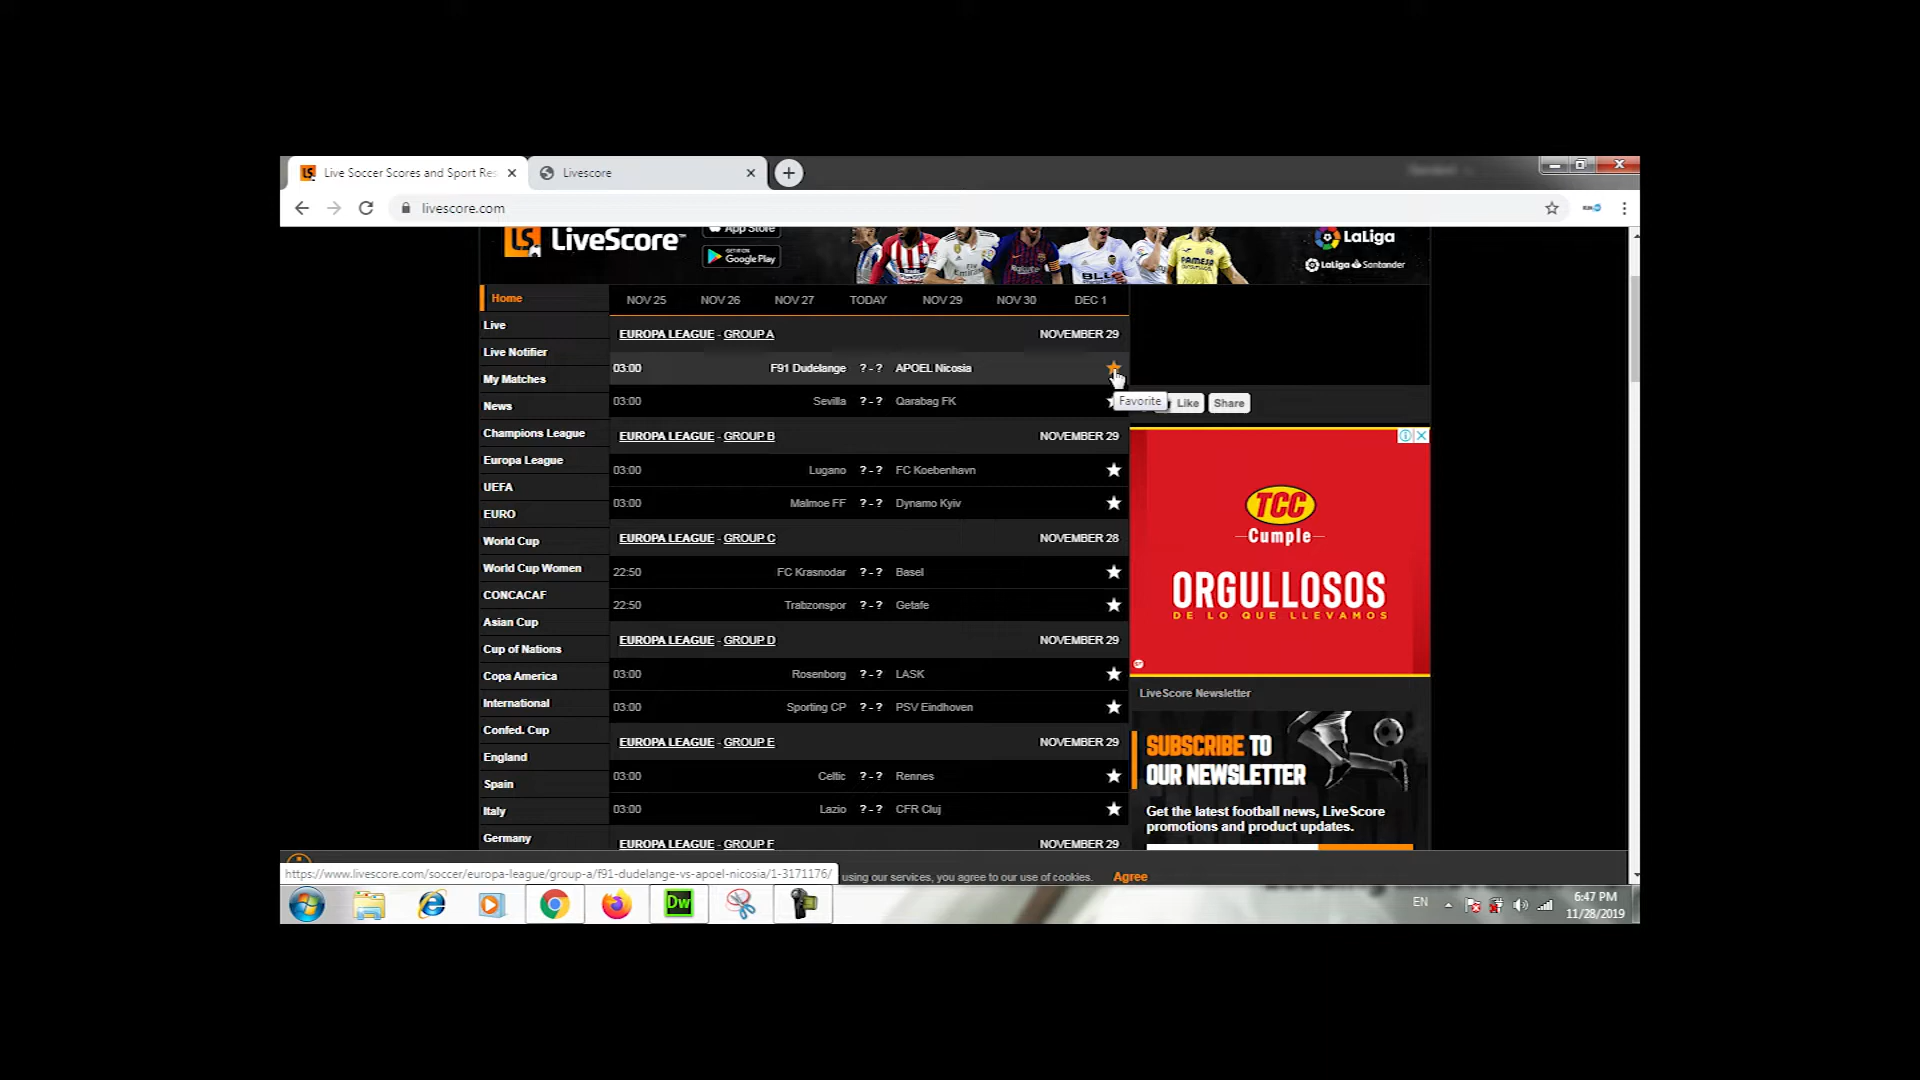 Live Soccer Scores and Sport Res
Livescore
livescore.com
LiveScore
App Store
GET IT ON
Google Play
Fly Emirates
Rakuten
BLU
PAMESA
LaLiga
LaLiga Santander
Home
Live
Live Notifier
My Matches
News
Champions League
Europa League
UEFA
EURO
World Cup
World Cup Women
CONCACAF
Asian Cup
Cup of Nations
Copa America
International
Confed. Cup
England
Spain
Italy
Germany
NOV 25 NOV 26 NOV 27 TODAY NOV 29 NOV 30 DEC 1
EUROPA LEAGUE - GROUP A NOVEMBER 29
03:00 F91 Dudelange ? - ? APOEL Nicosia
03:00 Sevilla ? - ? Qarabag FK
Favorite
EUROPA LEAGUE - GROUP B NOVEMBER 29
03:00 Lugano ? - ? FC Koebenhavn
03:00 Malmoe FF ? - ? Dynamo Kyiv
EUROPA LEAGUE - GROUP C NOVEMBER 28
22:50 FC Krasnodar ? - ? Basel
22:50 Trabzonspor ? - ? Getafe
EUROPA LEAGUE - GROUP D NOVEMBER 29
03:00 Rosenborg ? - ? LASK
03:00 Sporting CP ? - ? PSV Eindhoven
EUROPA LEAGUE - GROUP E NOVEMBER 29
03:00 Celtic ? - ? Rennes
03:00 Lazio ? - ? CFR Cluj
EUROPA LEAGUE - GROUP F NOVEMBER 29
Like Share
TCC
Cumple
ORGULLOSOS
DE LO QUE LLEVAMOS
LiveScore Newsletter
SUBSCRIBE TO
OUR NEWSLETTER
Get the latest football news, LiveScore
promotions and product updates.
https://www.livescore.com/soccer/europa-league/group-a/f91-dudelange-vs-apoel-nicosia/1-3171176/
using our services, you agree to our use of cookies. Agree
Dw
EN
6:47 PM
11/28/2019